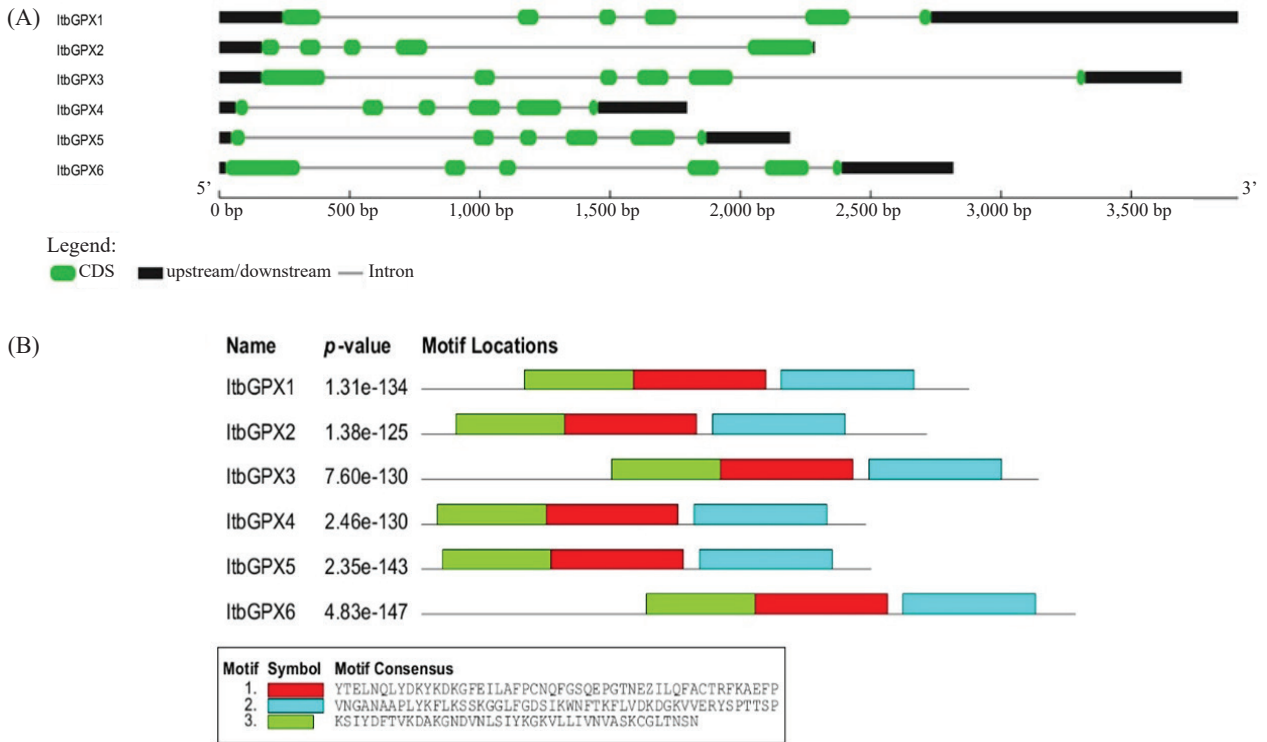 (A)
ItbGPX1
ItbGPX2
ItbGPX3
ItbGPX4
ItbGPX5
ItbGPX6
5’ 3’
0 bp 500 bp 1,000 bp 1,500 bp 2,000 bp 2,500 bp 3,000 bp 3,500 bp
Legend:
CDS upstream/downstream Intron
(B)
Name p-value Motif Locations
ItbGPX1 1.31e-134
ItbGPX2 1.38e-125
ItbGPX3 7.60e-130
ItbGPX4 2.46e-130
ItbGPX5 2.35e-143
ItbGPX6 4.83e-147
Motif Symbol Motif Consensus
1. YTELNQLYDKYKDKGFEILAFPCNQFGSQEPGTNEZILQFACTRFKAEFP
2. VNGANAAPLYKFLKSSKGGLFGDSIKWNFTKFLVDKDGKVVERYSPTTSP
3. KSIYDFTVKDAKGNDVNLSIYKGKVLLIVNVASKCGLTNSN